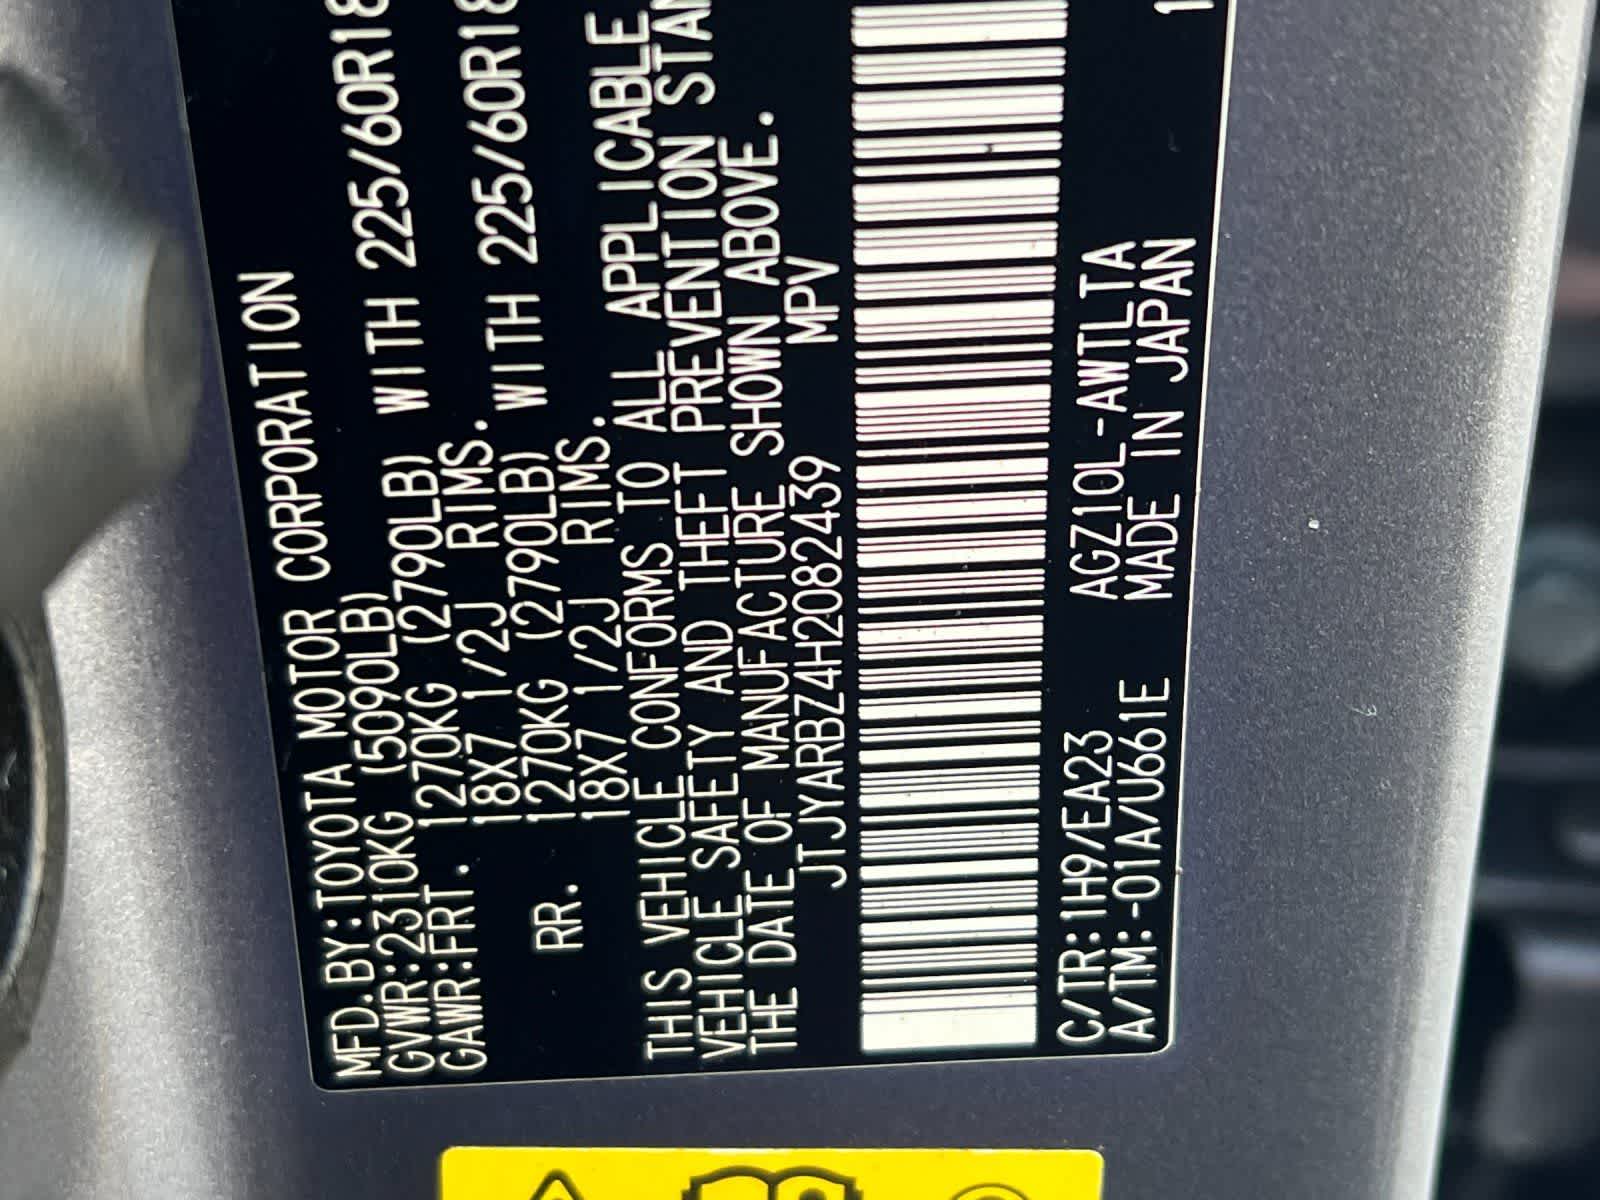 MFD.BY:TOYOTA MOTOR CORPORATION
GVWR:2310KG (5090LB)
GAWR:FRT. 1270KG (2790LB) WITH 225/60R18
18X7 1/2J RIMS.
RR. 1270KG (2790LB) WITH 225/60R18
18X7 1/2J RIMS.
THIS VEHICLE CONFORMS TO ALL APPLICABLE
VEHICLE SAFETY AND THEFT PREVENTION STAN
THE DATE OF MANUFACTURE SHOWN ABOVE.
JTJYARBZ4H2082439 MPV
C/TR:1H9/EA23 AGZ10L-AWTLTA
A/TM:-01A/U661E MADE IN JAPAN 1